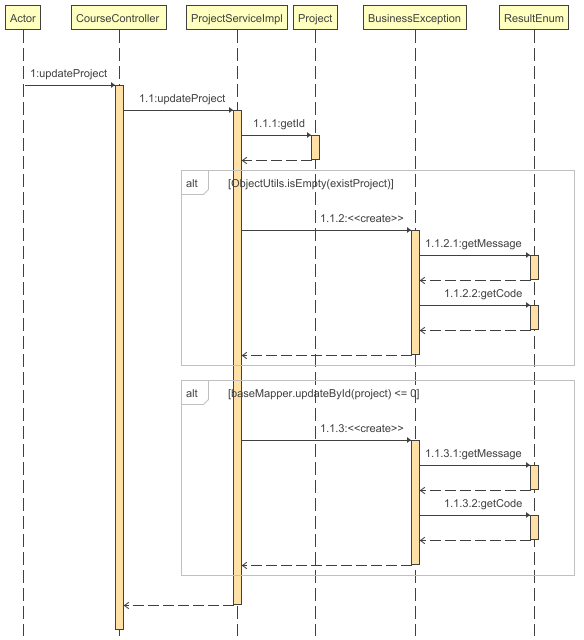 Actor
CourseController
ProjectServiceImpl
Project
BusinessException
ResultEnum
1:updateProject
1.1:updateProject
1.1.1:getId
alt
[ObjectUtils.isEmpty(existProject)]
1.1.2:<<create>>
1.1.2.1:getMessage
1.1.2.2:getCode
alt
[baseMapper.updateById(project) <= 0]
1.1.3:<<create>>
1.1.3.1:getMessage
1.1.3.2:getCode